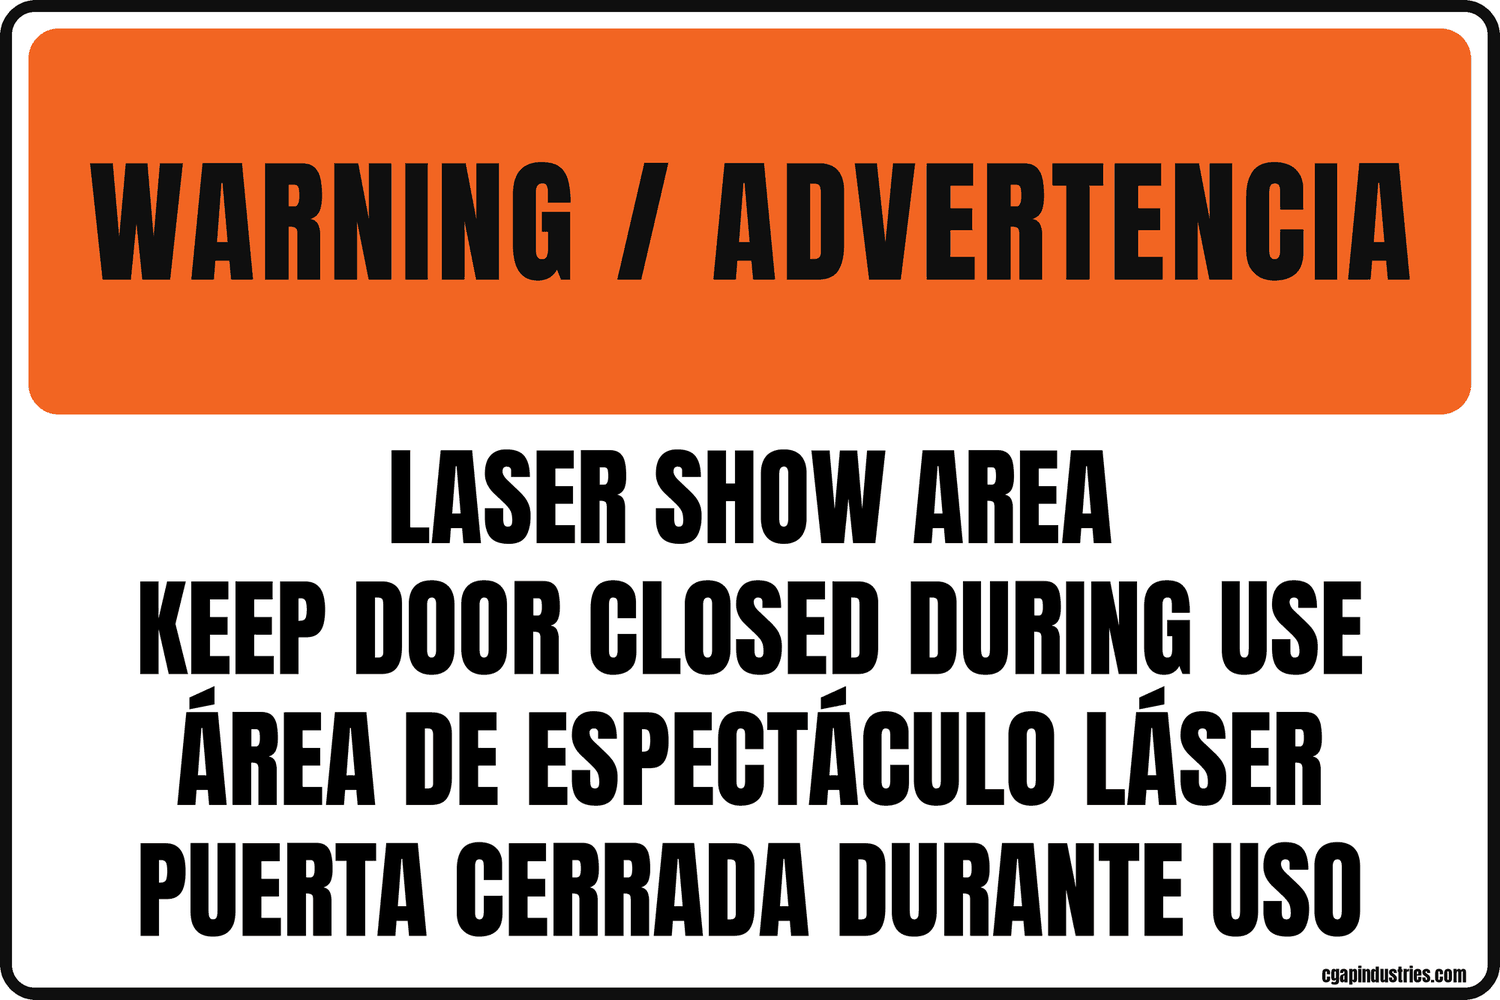 WARNING / ADVERTENCIA
LASER SHOW AREA
KEEP DOOR CLOSED DURING USE
ÁREA DE ESPECTÁCULO LÁSER
PUERTA CERRADA DURANTE USO
cgapindustries.com